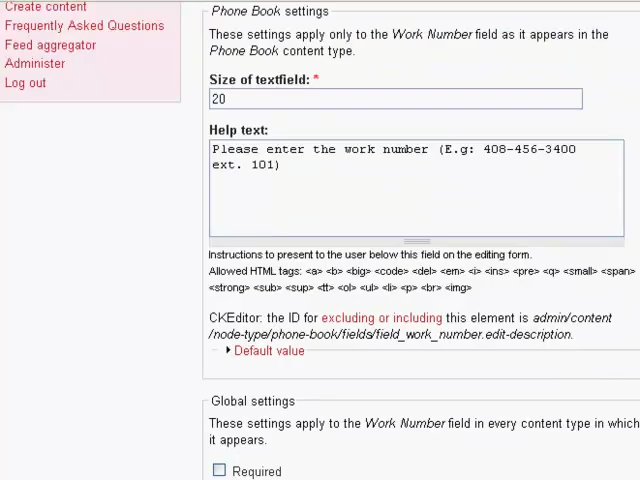 Create content
Frequently Asked Questions
Feed aggregator
Administer
Log out
Phone Book settings
These settings apply only to the Work Number field as it appears in the
Phone Book content type.
Size of textfield: *
20
Help text:
Please enter the work number (E.g: 408-456-3400
ext. 101)
Instructions to present to the user below this field on the editing form.
Allowed HTML tags: <a> <b> <big> <code> <del> <em> <i> <ins> <pre> <q> <small> <span>
<strong> <sub> <sup> <tt> <ol> <ul> <li> <p> <br> <img>
CKEditor: the ID for excluding or including this element is admin/content
/node-type/phone-book/fields/field_work_number.edit-description.
Default value
Global settings
These settings apply to the Work Number field in every content type in which
it appears.
Required